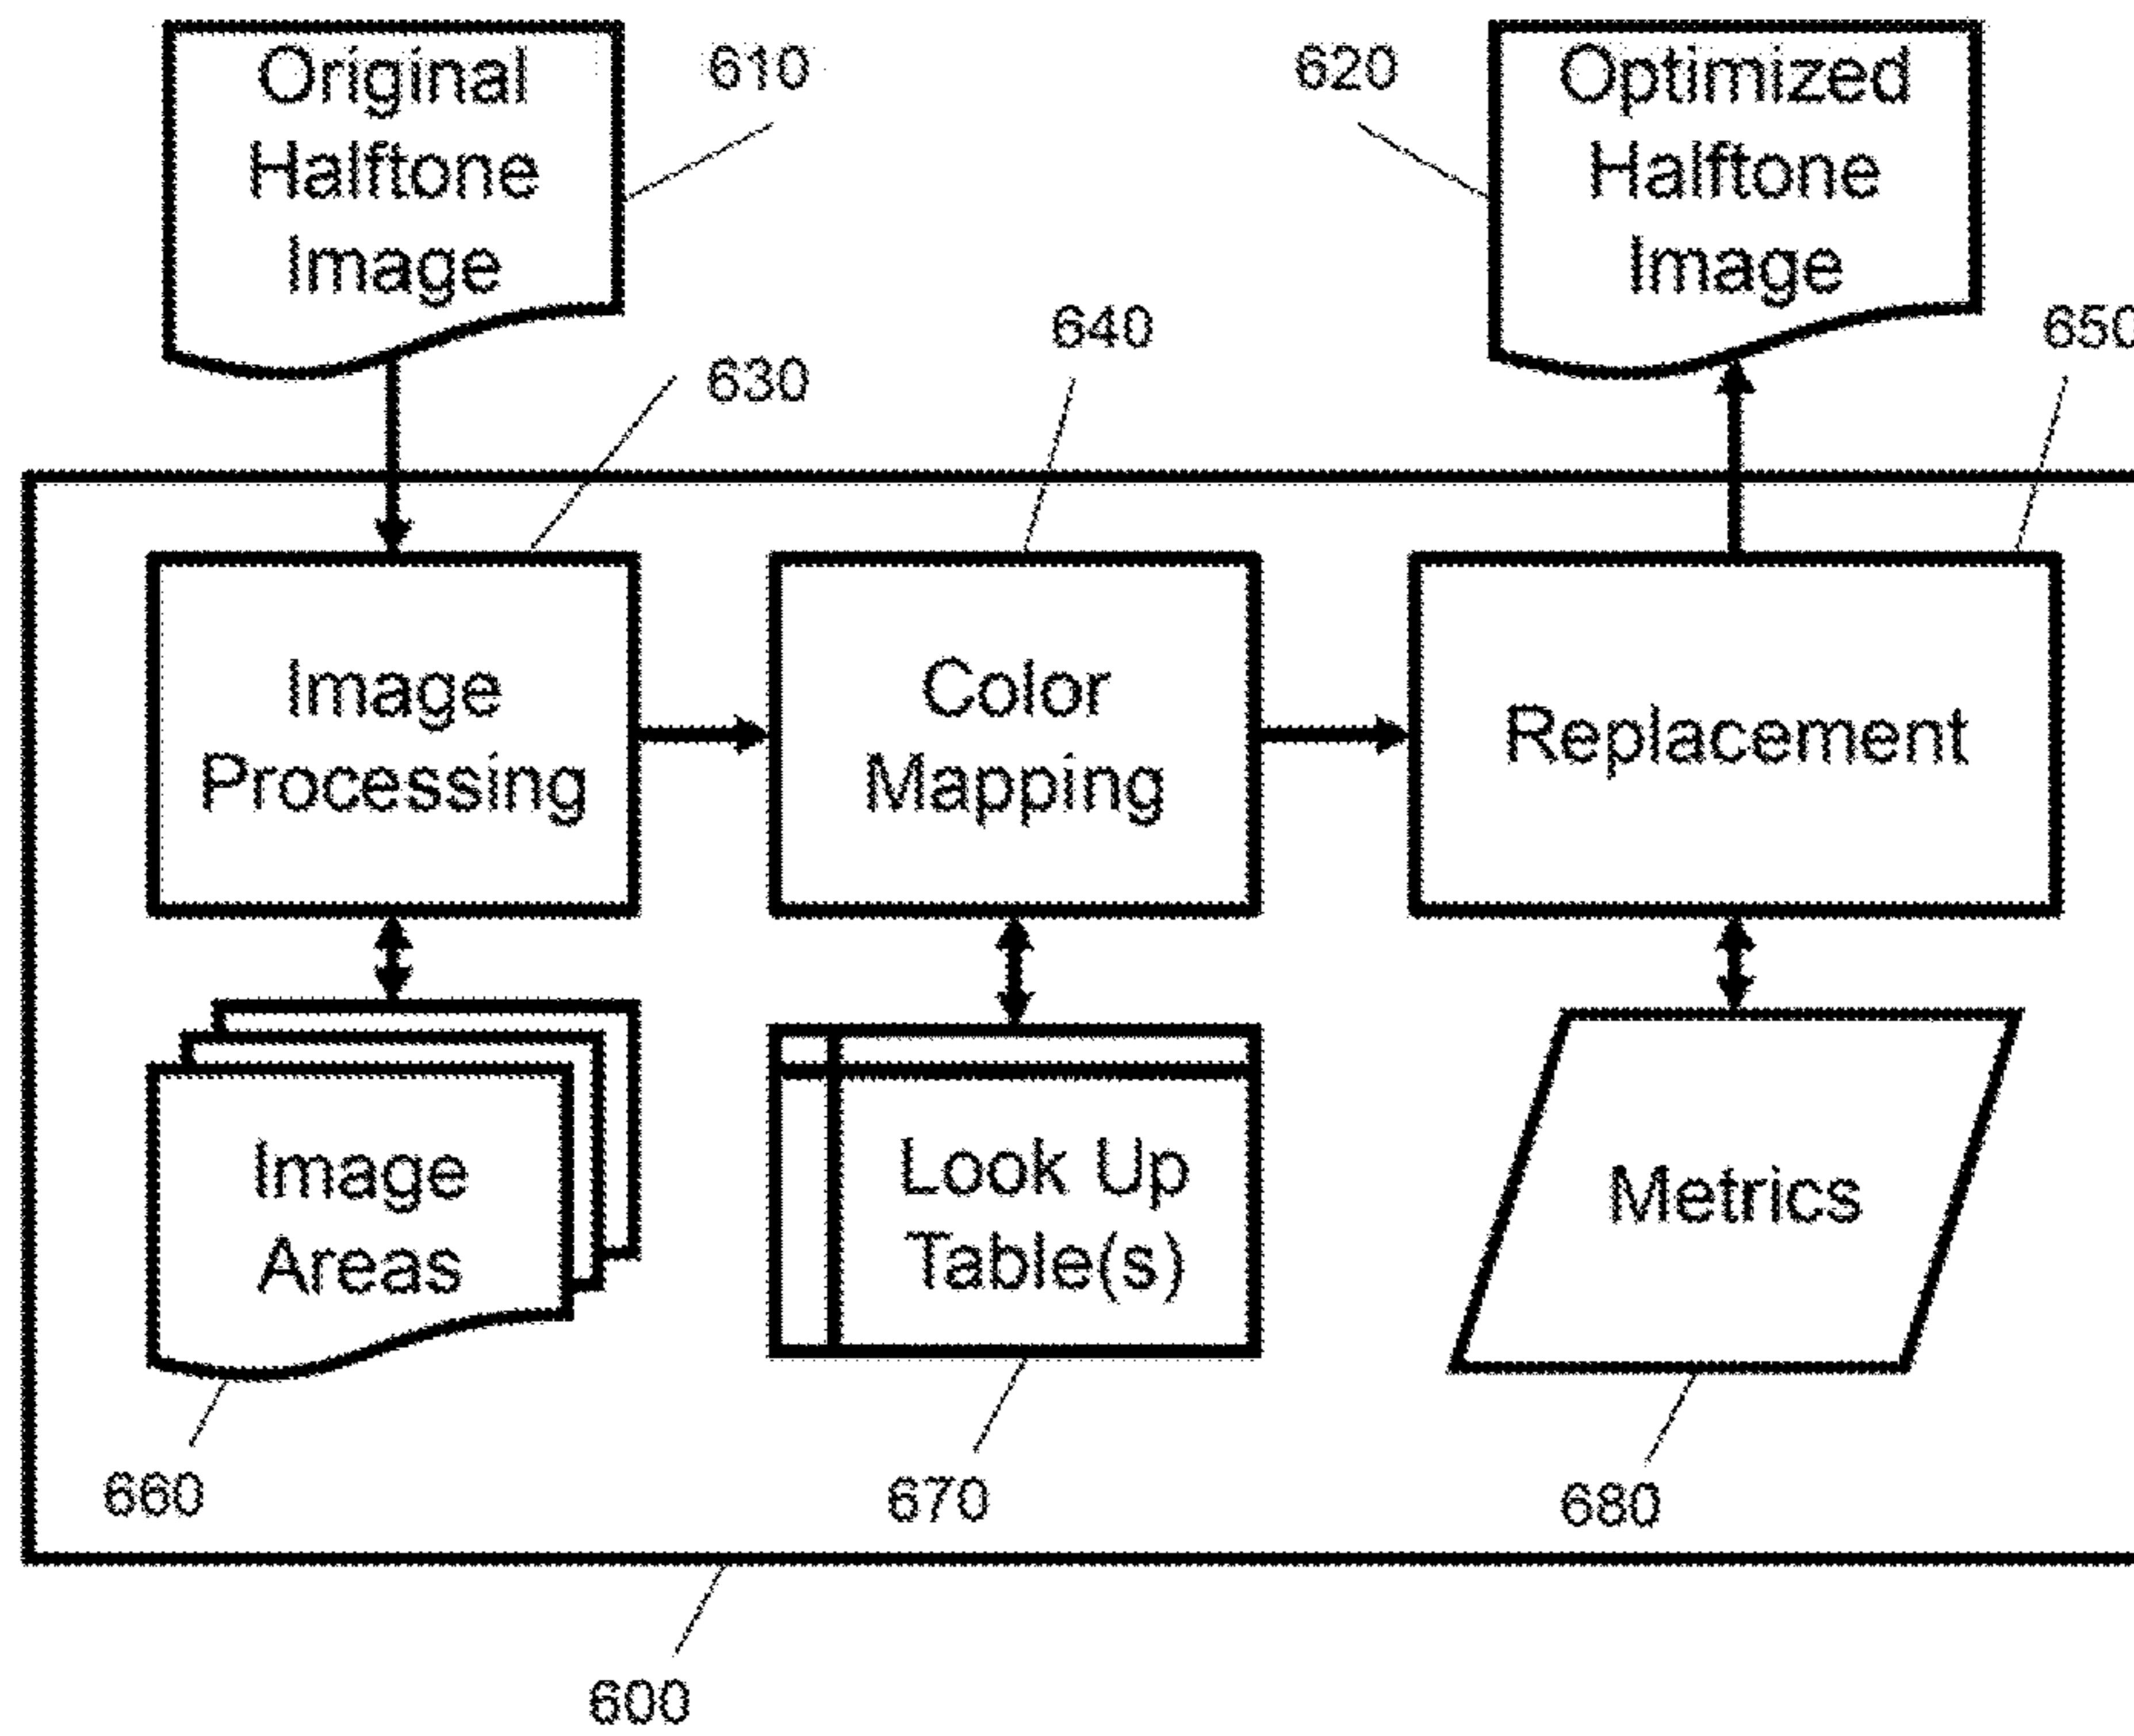 Original
Halftone
Image
610
620
Optimized
Halftone
Image
630
640
650
Image
Processing
Color
Mapping
Replacement
Image
Areas
Look Up
Table(s)
Metrics
660
670
680
600